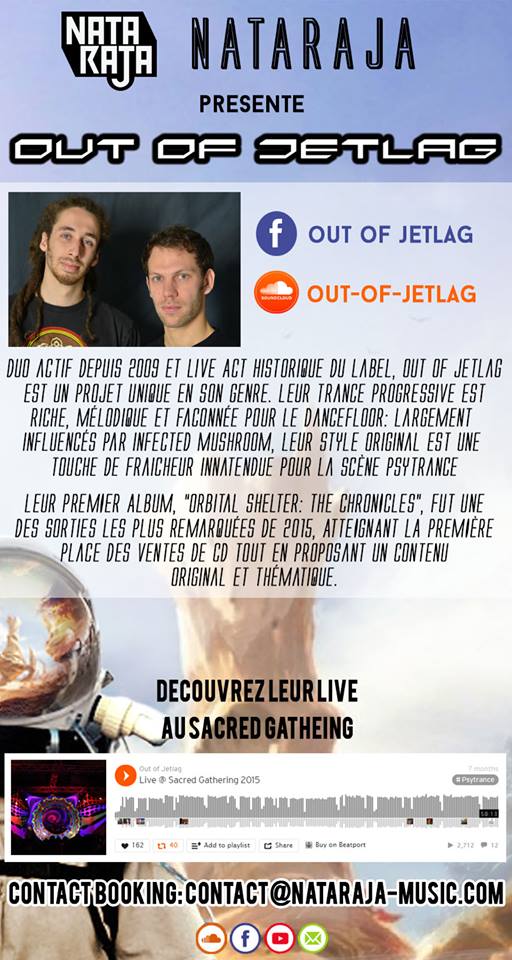 NATA
RAJA
NATARAJA
PRESENTE
OUT OF JETLAG
OUT OF JETLAG
SOUNDCLOUD
OUT-OF-JETLAG
DUO ACTIF DEPUIS 2009 ET LIVE ACT HISTORIQUE DU LABEL, OUT OF JETLAG
EST UN PROJET UNIQUE EN SON GENRE. LEUR TRANCE PROGRESSIVE EST
RICHE, MÉLODIQUE ET FACONNÉE POUR LE DANCEFLOOR: LARGEMENT
INFLUENCÉS PAR INFECTED MUSHROOM, LEUR STYLE ORIGINAL EST UNE
TOUCHE DE FRAICHEUR INNATENDUE POUR LA SCÈNE PSYTRANCE
LEUR PREMIER ALBUM, "ORBITAL SHELTER: THE CHRONICLES", FUT UNE
DES SORTIES LES PLUS REMARQUÉES DE 2015, ATTEIGNANT LA PREMIÈRE
PLACE DES VENTES DE CD TOUT EN PROPOSANT UN CONTENU
ORIGINAL ET THÉMATIQUE.
DECOUVREZ LEUR LIVE
AU SACRED GATHEING
Out of Jetlag 7 months
Live @ Sacred Gathering 2015 # Psytrance
58:13
162 40 Add to playlist Share Buy on Beatport 2,712 12
CONTACT BOOKING: CONTACT@NATARAJA-MUSIC.COM